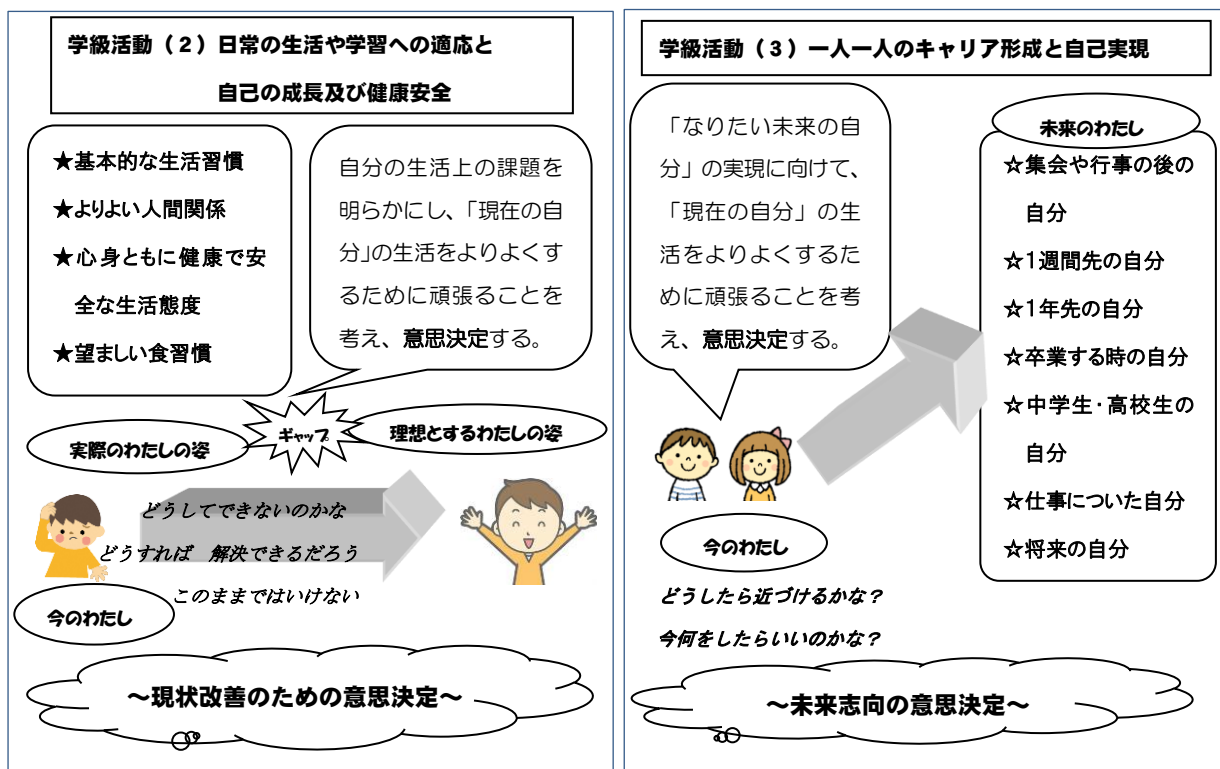 学級活動（２）日常の生活や学習への適応と
自己の成長及び健康安全
★基本的な生活習慣
★よりよい人間関係
★心身ともに健康で安
全な生活態度
★望ましい食習慣
自分の生活上の課題を
明らかにし、「現在の自
分」の生活をよりよくす
るために頑張ることを
考え、意思決定する。
実際のわたしの姿
ギャップ
理想とするわたしの姿
どうしてできないのかな
どうすれば　解決できるだろう
このままではいけない
今のわたし
～現状改善のための意思決定～
学級活動（３）一人一人のキャリア形成と自己実現
「なりたい未来の自
分」の実現に向けて、
「現在の自分」の生
活をよりよくするた
めに頑張ることを考
え、意思決定する。
未来のわたし
☆集会や行事の後の
自分
☆1週間先の自分
☆1年先の自分
☆卒業する時の自分
☆中学生・高校生の
自分
☆仕事についた自分
☆将来の自分
今のわたし
どうしたら近づけるかな？
今何をしたらいいのかな？
～未来志向の意思決定～